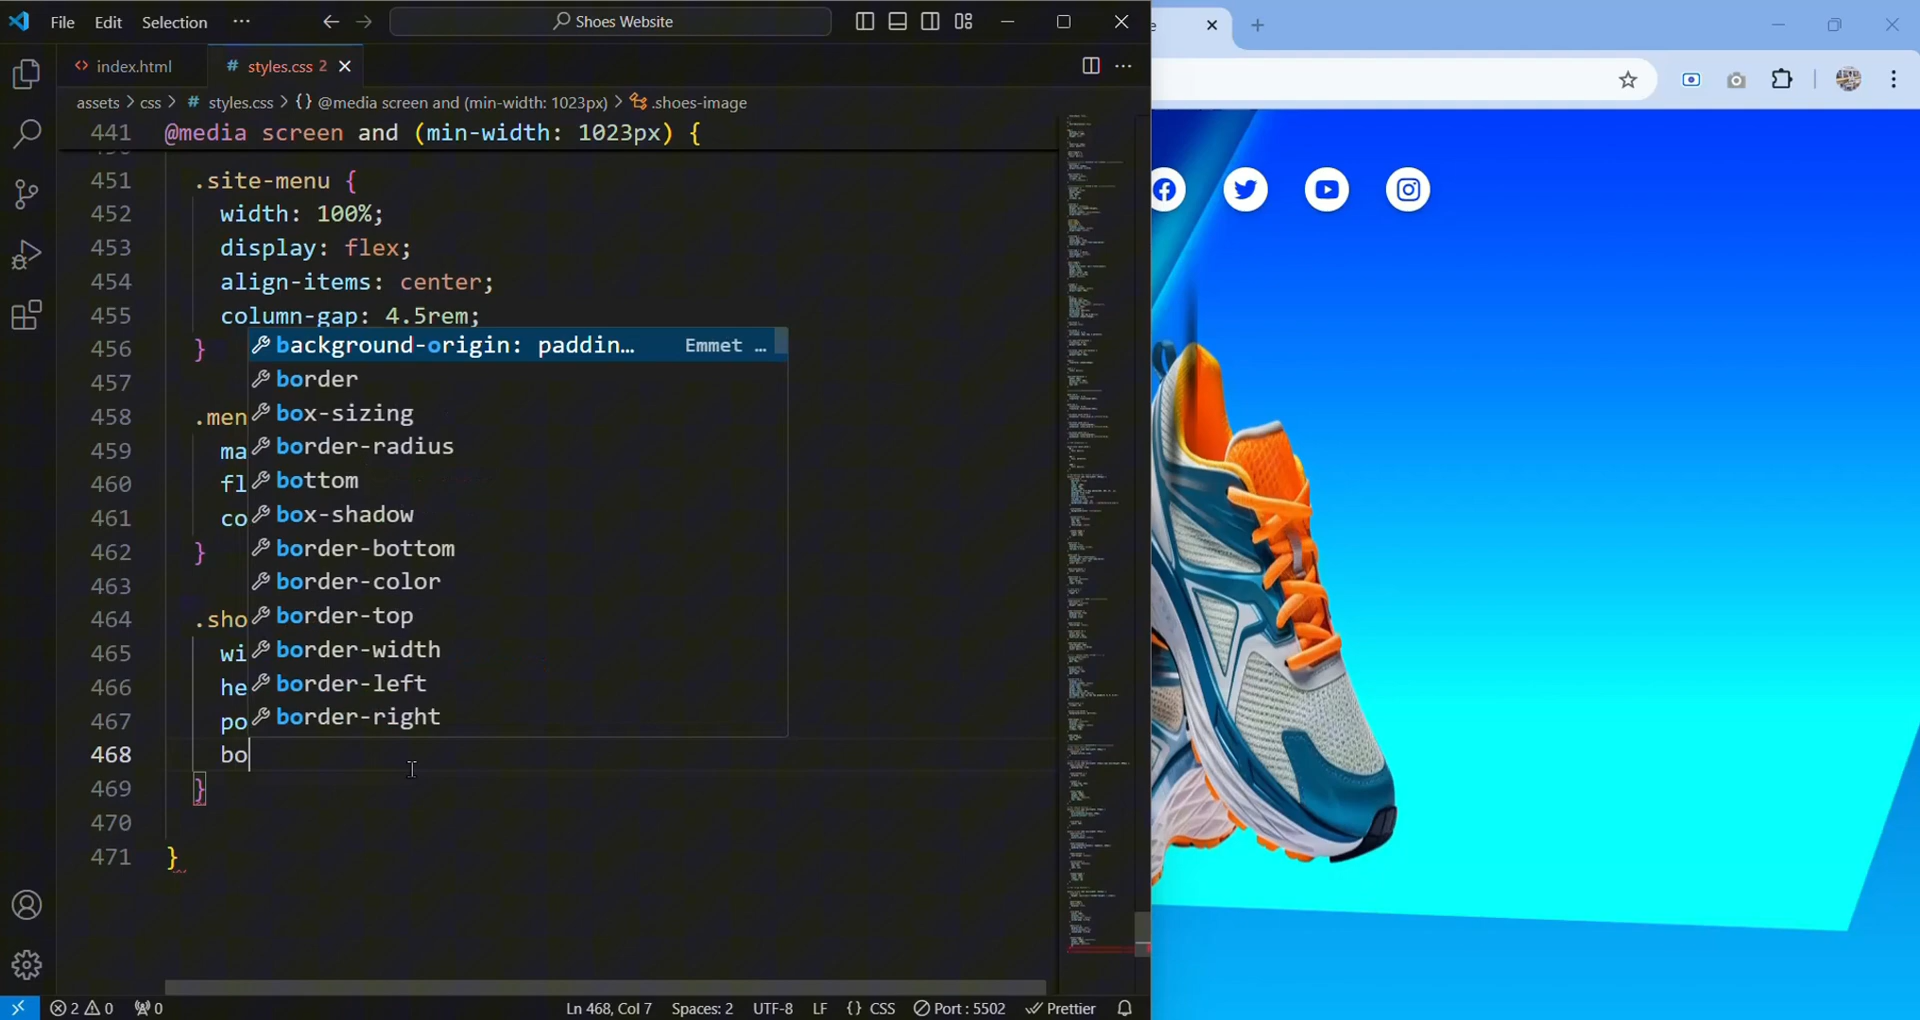 File Edit Selection ··· Shoes Website
index.html # styles.css 2
assets > css > # styles.css > {} @media screen and (min-width: 1023px) > .shoes-image
441 @media screen and (min-width: 1023px) {
451 .site-menu {
452 width: 100%;
453 display: flex;
454 align-items: center;
455 column-gap: 4.5rem;
456 }
background-origin: paddin… Emmet …
457
border
458 .men
box-sizing
459 ma
border-radius
460 fl
bottom
461 co
box-shadow
462 }
border-bottom
463
border-color
464 .sho
border-top
465 wi
border-width
466 he
border-left
467 po
border-right
468 bo
469 }
470
471 }
2 0 0 Ln 468, Col 7 Spaces: 2 UTF-8 LF {} CSS Port : 5502 Prettier